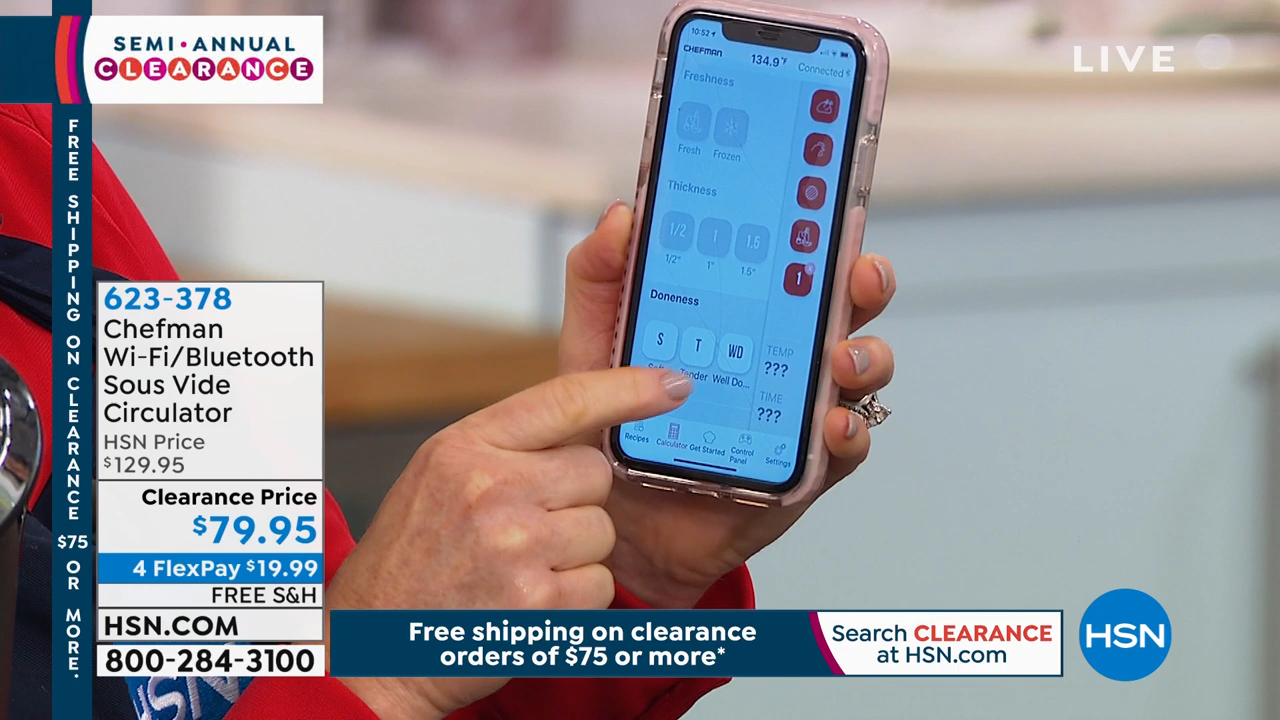 SEMI•ANNUAL
CLEARANCE
FREE SHIPPING ON CLEARANCE $75 OR MORE.
623-378
Chefman
Wi-Fi/Bluetooth
Sous Vide
Circulator
HSN Price
$129.95
Clearance Price
$79.95
4 FlexPay $19.99
FREE S&H
HSN.COM
800-284-3100
LIVE
10:52
CHEFMAN
134.9°F
Connected
Freshness
Fresh Frozen
Thickness
1/2 1 1.5
1/2" 1" 1.5"
1
Doneness
S T WD
Well Do...
TEMP
???
TIME
???
Recipes Calculator Get Started Control Panel Settings
Free shipping on clearance
orders of $75 or more*
Search CLEARANCE
at HSN.com
HSN